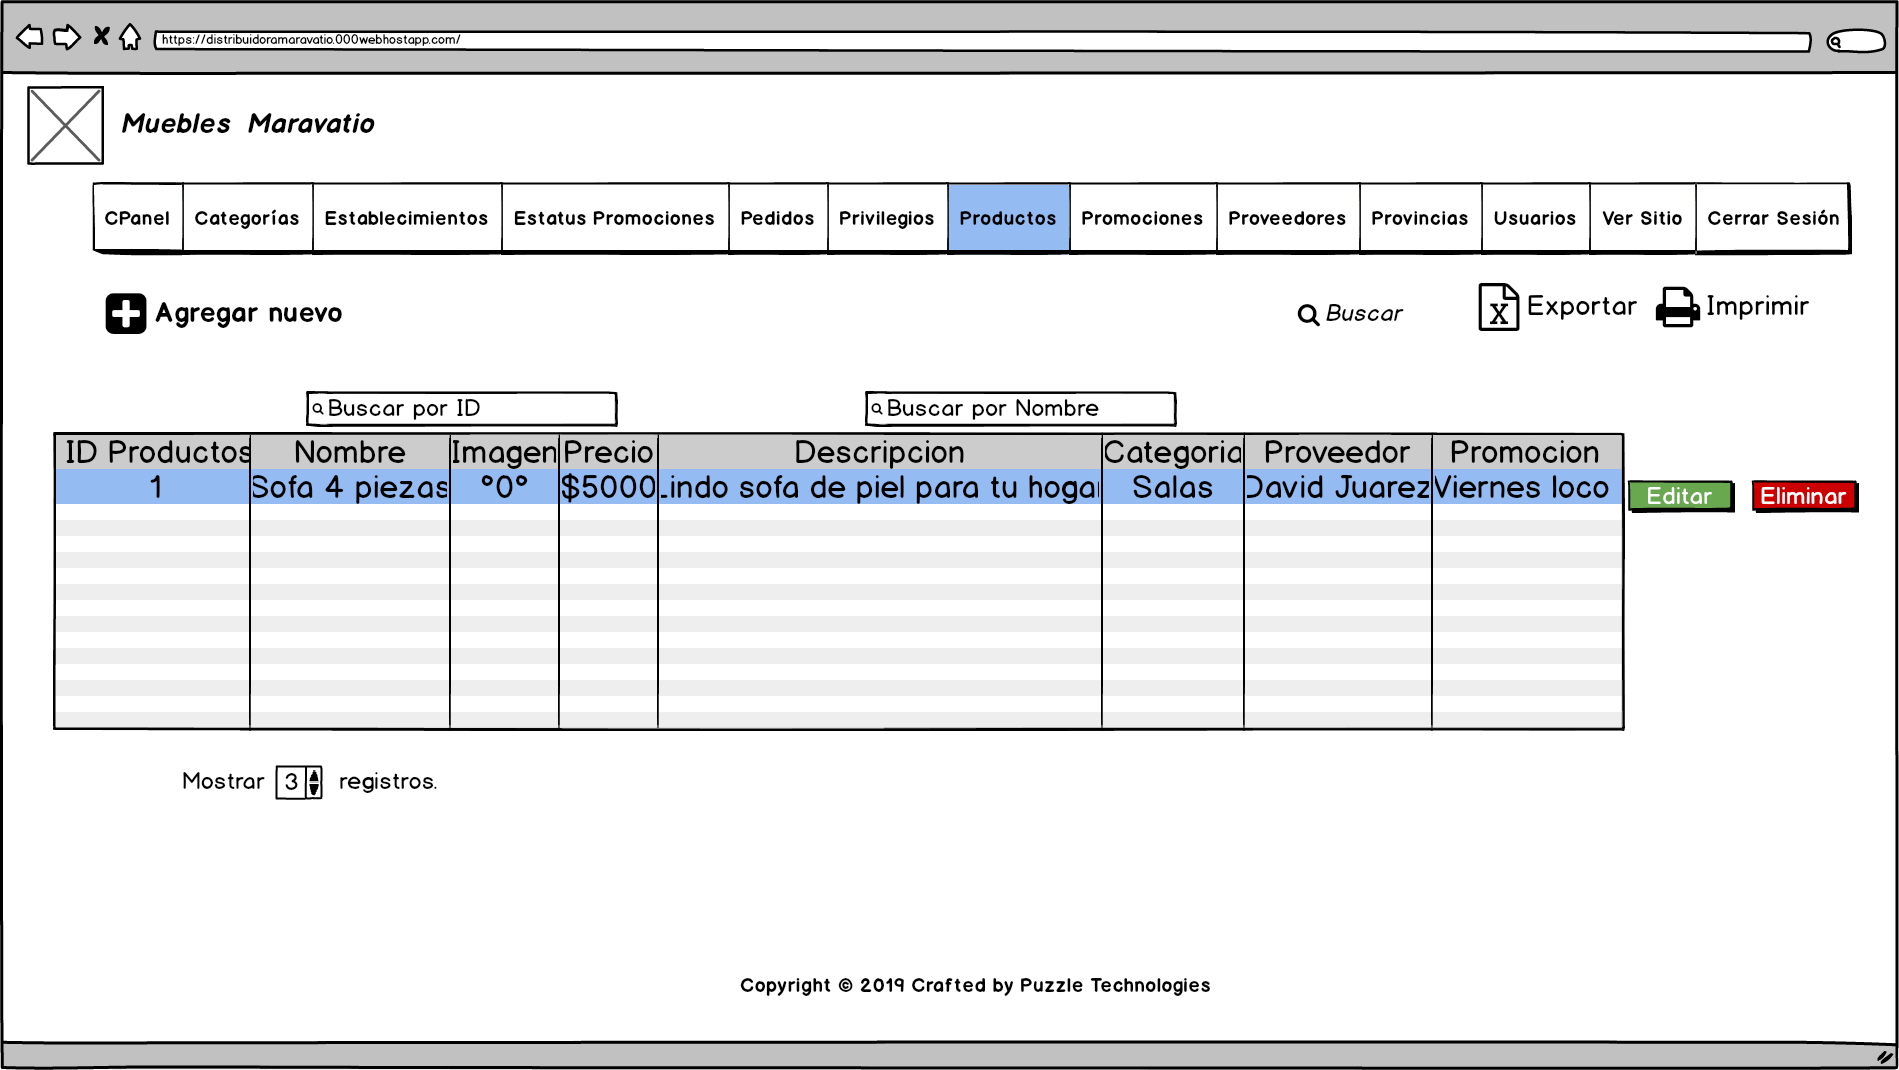 https://distribuidoramaravatio.000webhostapp.com/
Muebles Maravatio
CPanel Categorías Establecimientos Estatus Promociones Pedidos Privilegios Productos Promociones Proveedores Provincias Usuarios Ver Sitio Cerrar Sesión
Agregar nuevo Buscar X Exportar Imprimir
Buscar por ID Buscar por Nombre
ID Productos Nombre Imagen Precio Descripcion Categoria Proveedor Promocion
1 Sofa 4 piezas °0° $5000 Lindo sofa de piel para tu hogar Salas David Juarez Viernes loco Editar Eliminar
Mostrar 3 registros.
Copyright © 2019 Crafted by Puzzle Technologies